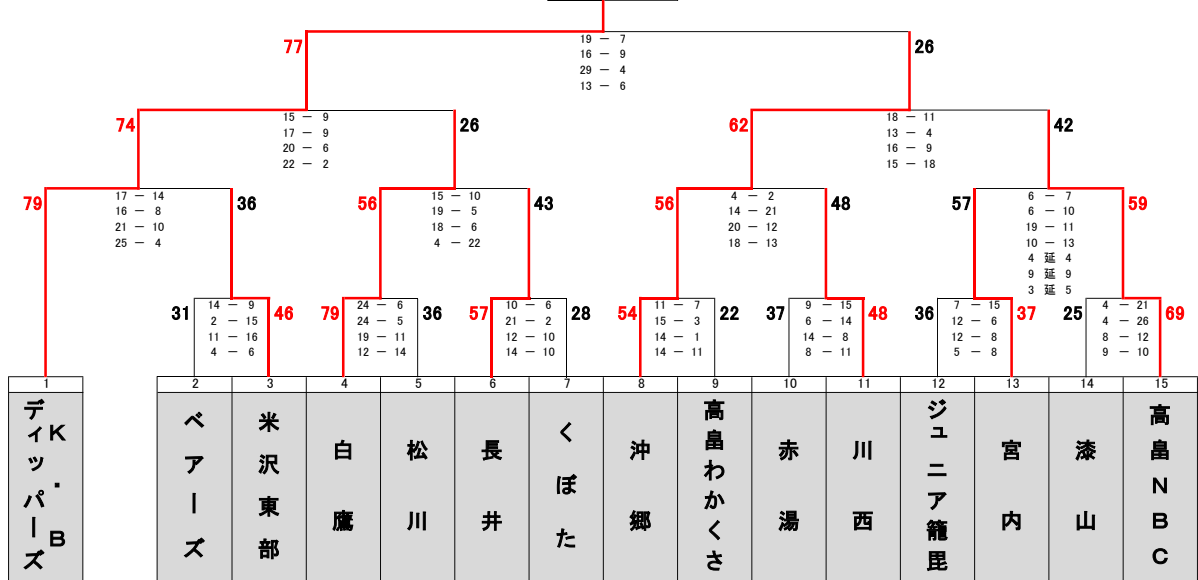 77
19 － 7
16 － 9
29 － 4
13 － 6
26
74
15 － 9
17 － 9
20 － 6
22 － 2
26
62
18 － 11
13 － 4
16 － 9
15 － 18
42
79
17 － 14
16 － 8
21 － 10
25 － 4
36
56
15 － 10
19 － 5
18 － 6
4 － 22
43
56
4 － 2
14 － 21
20 － 12
18 － 13
48
57
6 － 7
6 － 10
19 － 11
10 － 13
4 延 4
9 延 9
3 延 5
59
31
14 － 9
2 － 15
11 － 16
4 － 6
46
79
24 － 6
24 － 5
19 － 11
12 － 14
36
57
10 － 6
21 － 2
12 － 10
14 － 10
28
54
11 － 7
15 － 3
14 － 1
14 － 11
22
37
9 － 15
6 － 14
14 － 8
8 － 11
48
36
7 － 15
12 － 6
12 － 8
5 － 8
37
25
4 － 21
4 － 26
8 － 12
9 － 10
69
1
2
3
4
5
6
7
8
9
10
11
12
13
14
15
K・B
ディッパーズ
ベアーズ
米沢東部
白鷹
松川
長井
くぼた
沖郷
高畠わかくさ
赤湯
川西
ジュニア籠毘
宮内
漆山
高畠NBC